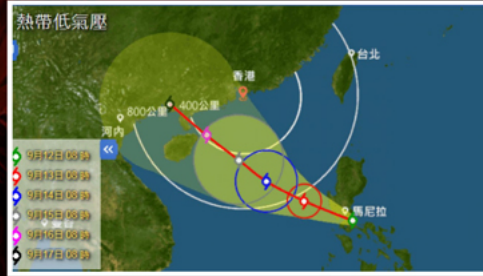 熱帶低氣壓
台北
香港
800公里
400公里
河內
«
9月12日 08時
9月13日 08時
9月14日 08時
9月15日 08時
9月16日 08時
9月17日 08時
馬尼拉